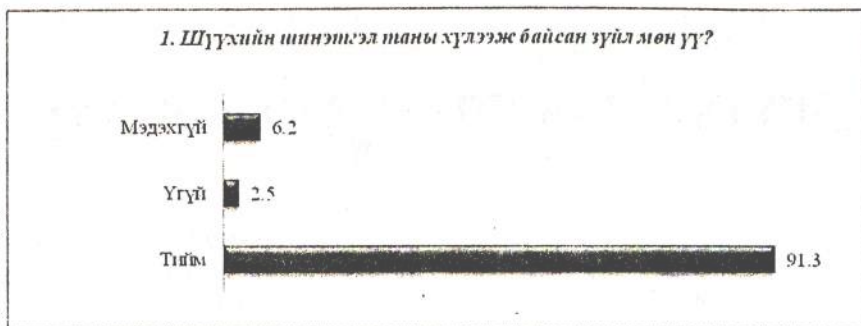 1. Шүүхийн шинэтгэл таны хүлээж байсан зүйл мөн үү?
Мэдэхгүй 6.2
Үгүй 2.5
Тийм 91.3